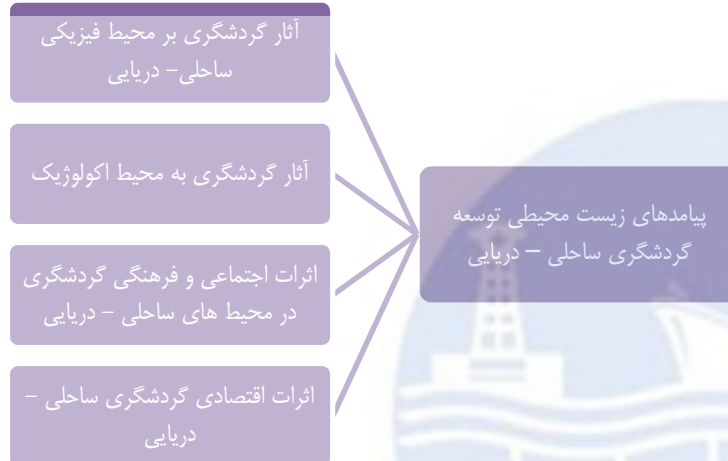 پیامدهای زیست محیطی توسعه
گردشگری ساحلی – دریایی
آثار گردشگری بر محیط فیزیکی
ساحلی- دریایی
آثار گردشگری به محیط اکولوژیک
اثرات اجتماعی و فرهنگی گردشگری
در محیط های ساحلی - دریایی
اثرات اقتصادی گردشگری ساحلی -
دریایی